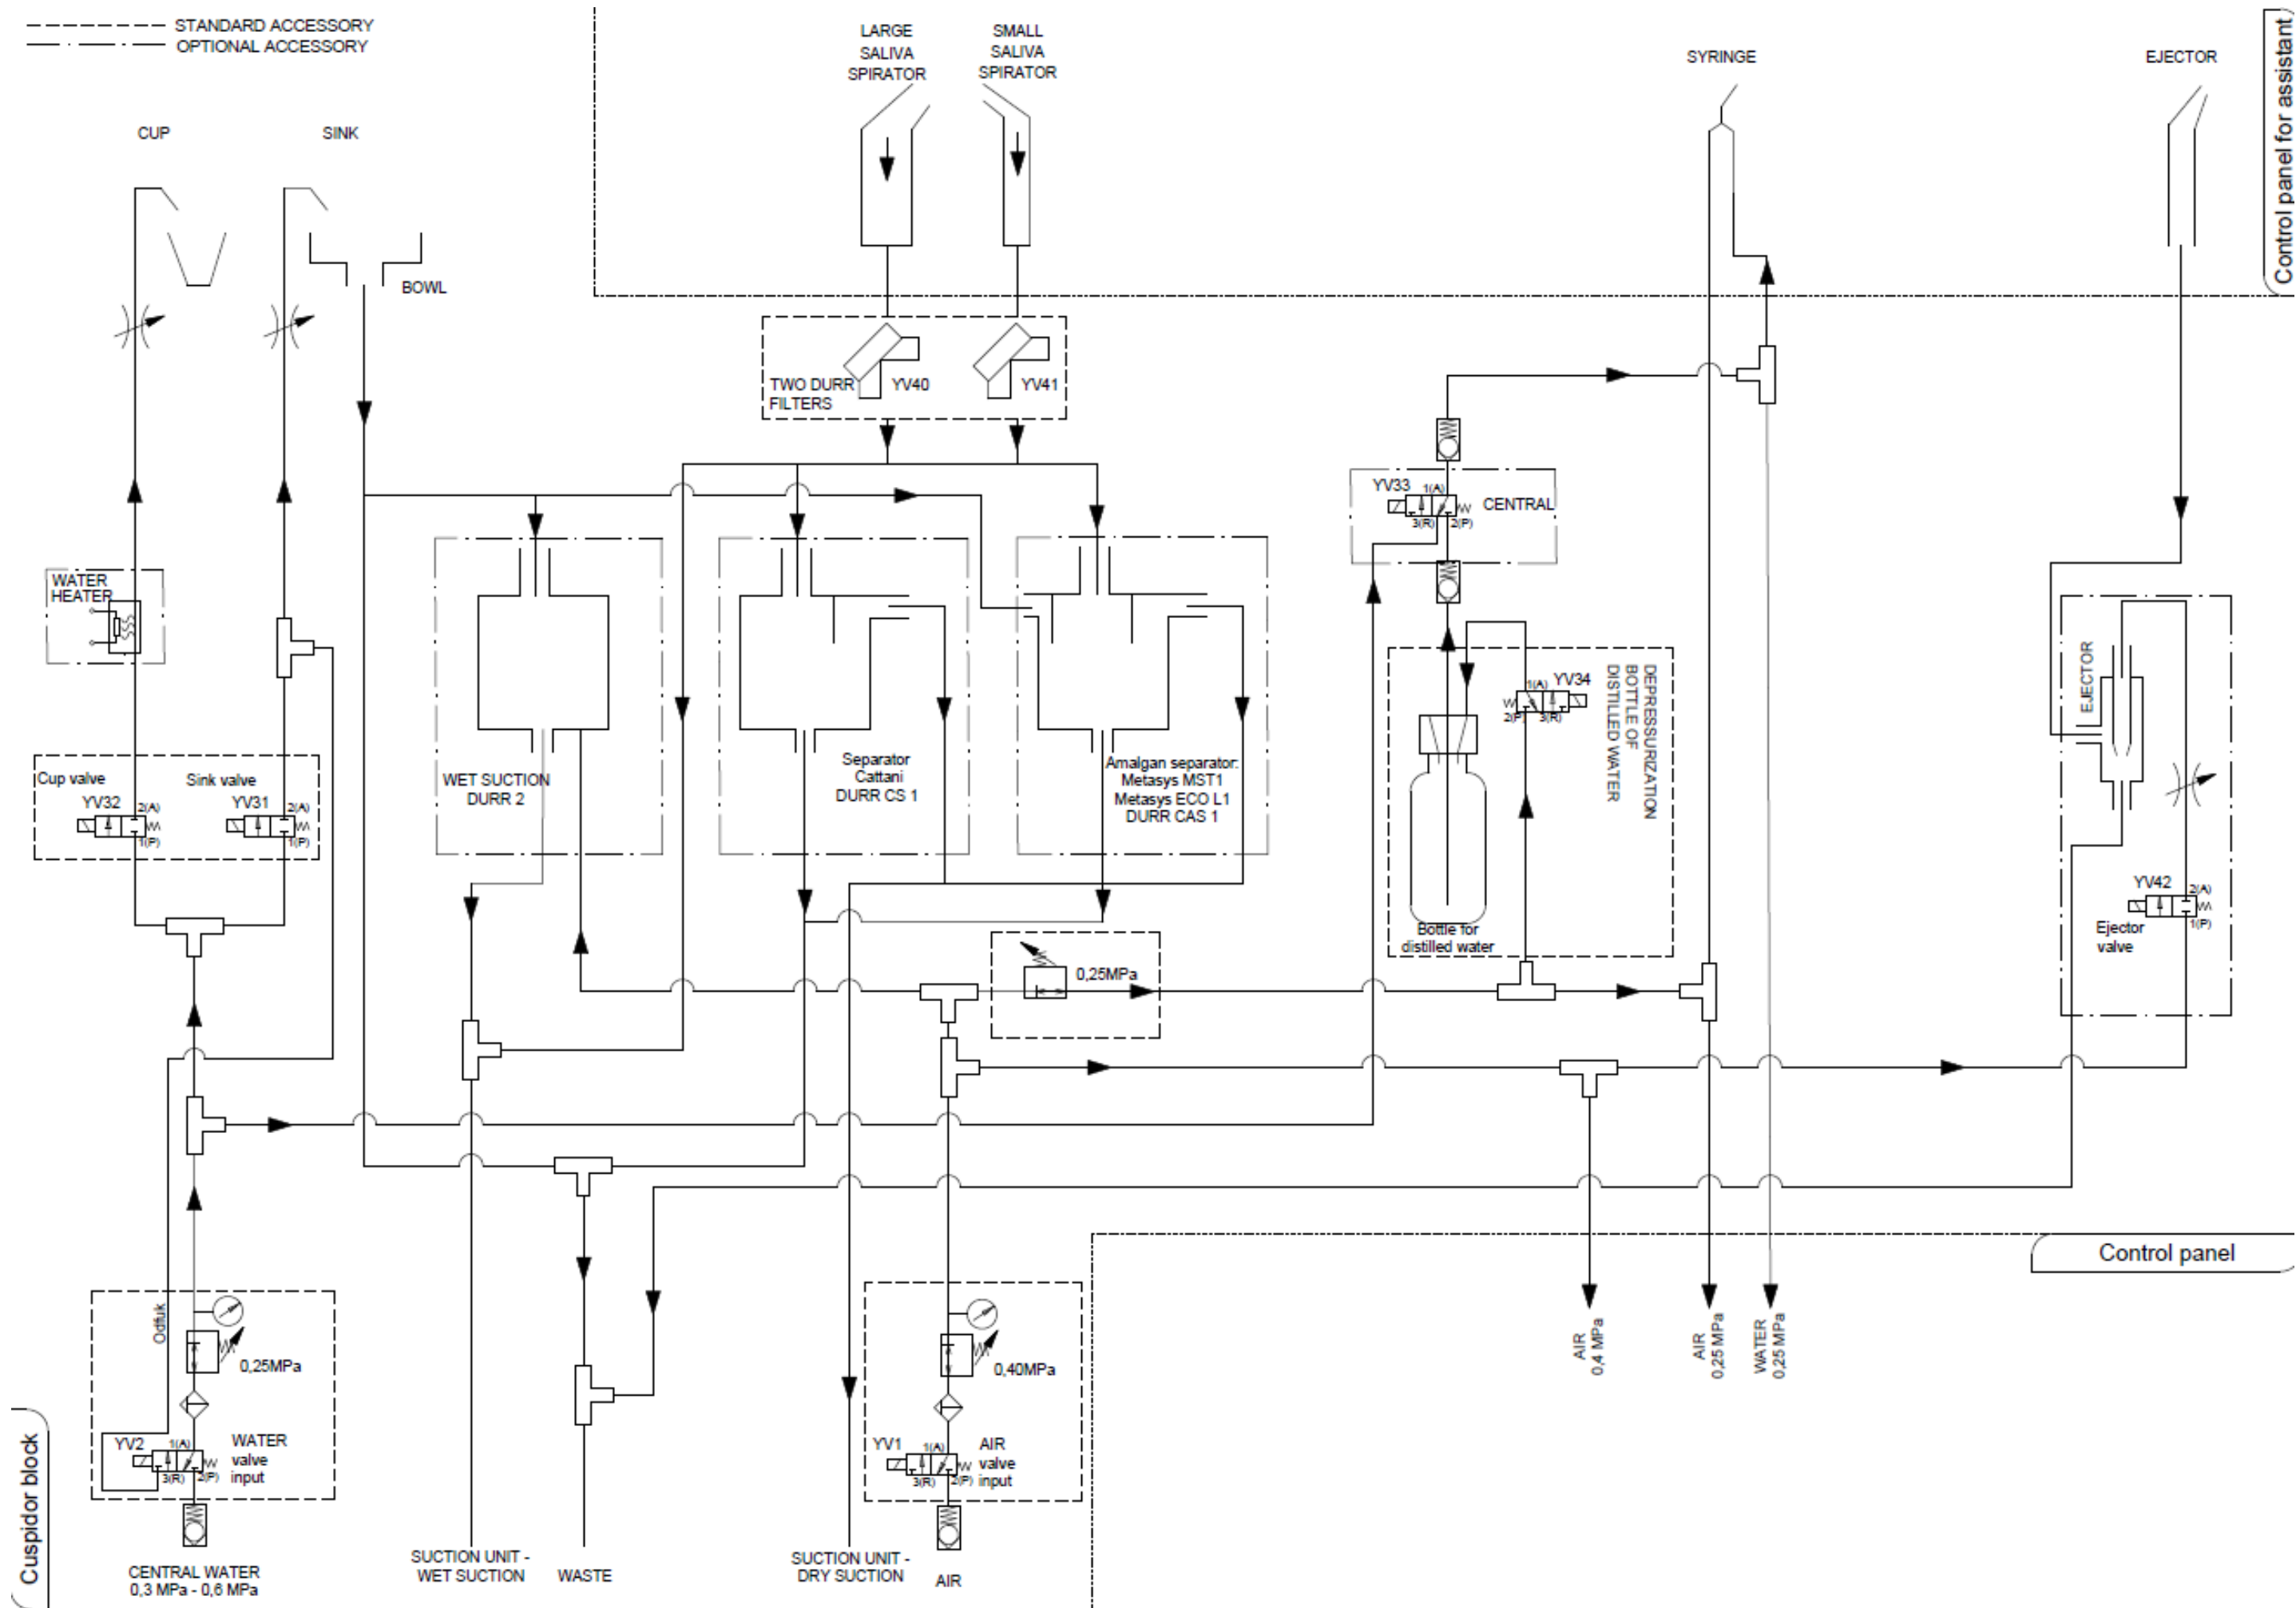 STANDARD ACCESSORY
OPTIONAL ACCESSORY
LARGE
SALIVA
SPIRATOR
SMALL
SALIVA
SPIRATOR
SYRINGE
EJECTOR
Control panel for assistant
CUP
SINK
BOWL
TWO DURR
FILTERS
YV40
YV41
YV33
1(A)
3(R)
2(P)
CENTRAL
WATER
HEATER
YV34
1(A)
2(P)
3(R)
DEPRESSURIZATION
BOTTLE OF
DISTILLED WATER
EJECTOR
Cup valve
YV32
2(A)
1(P)
Sink valve
YV31
2(A)
1(P)
WET SUCTION
DURR 2
Separator
Cattani
DURR CS 1
Amalgan separator:
Metasys MST1
Metasys ECO L1
DURR CAS 1
Bottle for
distilled water
YV42
2(A)
1(P)
Ejector
valve
0,25MPa
Control panel
AIR
0,4 MPa
AIR
0,25 MPa
WATER
0,25 MPa
Odfuk
0,25MPa
YV2
1(A)
3(R)
2(P)
WATER
valve
input
0,40MPa
YV1
1(A)
3(R)
2(P)
AIR
valve
input
Cuspidor block
CENTRAL WATER
0,3 MPa - 0,6 MPa
SUCTION UNIT -
WET SUCTION
WASTE
SUCTION UNIT -
DRY SUCTION
AIR